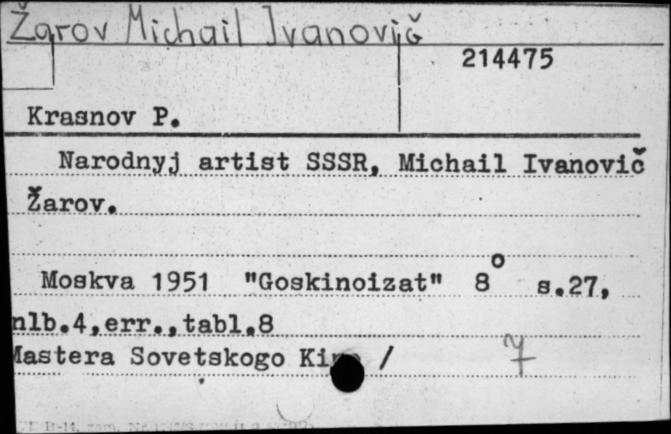 Žarov Michail Ivanovič
214475
Krasnov P.
Narodnyj artist SSSR, Michail Ivanovič
Žarov.
Moskva 1951 "Goskinoizat" 8° s.27,
nlb.4,err.,tabl.8
Mastera Sovetskogo /
7